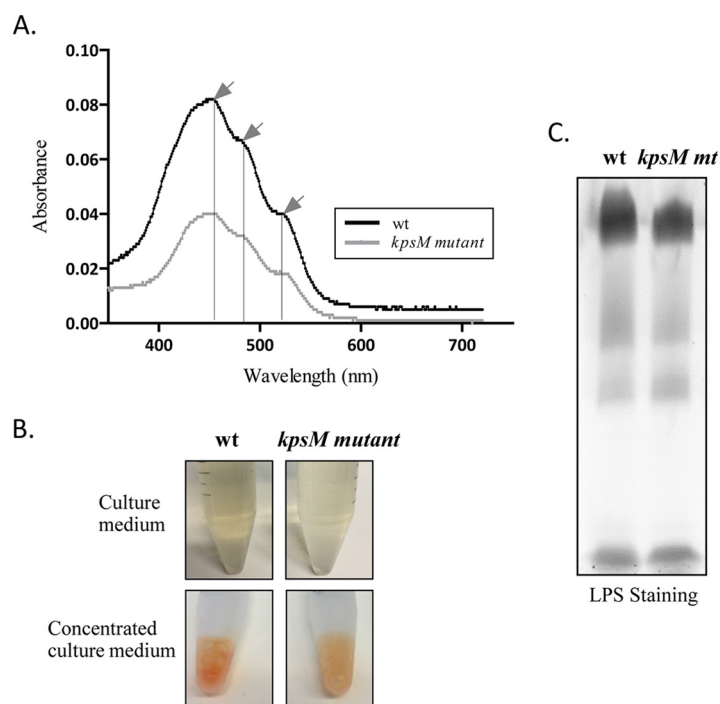 A.
0.10
0.08
0.06
0.04
0.02
0.00
Absorbance
400
500
600
700
Wavelength (nm)
wt
kpsM mutant
B.
wt
kpsM mutant
Culture
medium
Concentrated
culture medium
C.
wt kpsM mt
LPS Staining